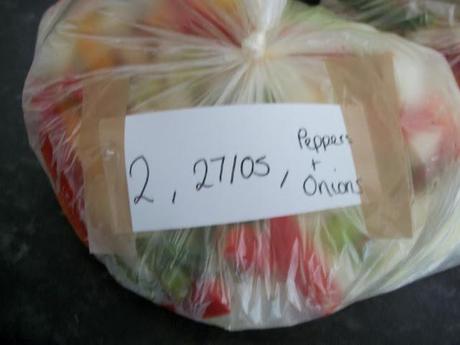 2, 27/05, Peppers
+
Onions